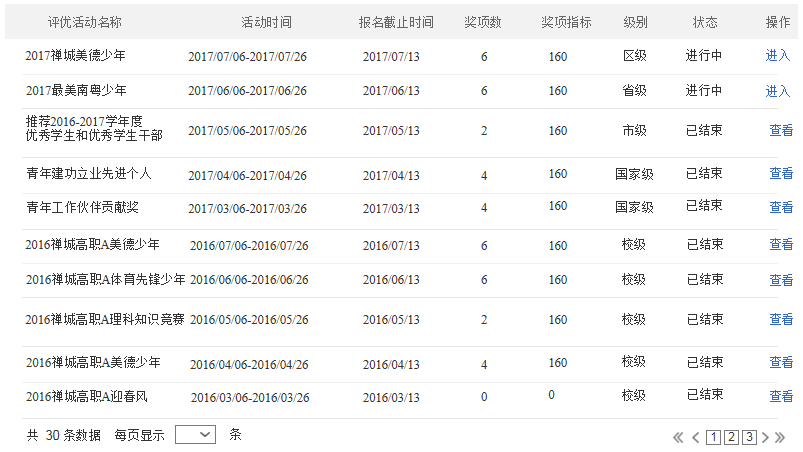 评优活动名称 活动时间 报名截止时间 奖项数 奖项指标 级别 状态 操作
2017禅城美德少年 2017/07/06-2017/07/26 2017/07/13 6 160 区级 进行中 进入
2017最美南粤少年 2017/06/06-2017/06/26 2017/06/13 6 160 省级 进行中 进入
推荐2016-2017学年度
优秀学生和优秀学生干部 2017/05/06-2017/05/26 2017/05/13 2 160 市级 已结束 查看
青年建功立业先进个人 2017/04/06-2017/04/26 2017/04/13 4 160 国家级 已结束 查看
青年工作伙伴贡献奖 2017/03/06-2017/03/26 2017/03/13 4 160 国家级 已结束 查看
2016禅城高职A美德少年 2016/07/06-2016/07/26 2016/07/13 6 160 校级 已结束 查看
2016禅城高职A体育先锋少年 2016/06/06-2016/06/26 2016/06/13 6 160 校级 已结束 查看
2016禅城高职A理科知识竞赛 2016/05/06-2016/05/26 2016/05/13 2 160 校级 已结束 查看
2016禅城高职A美德少年 2016/04/06-2016/04/26 2016/04/13 4 160 校级 已结束 查看
2016禅城高职A迎春风 2016/03/06-2016/03/26 2016/03/13 0 0 校级 已结束 查看
共 30 条数据 每页显示 条 1 2 3